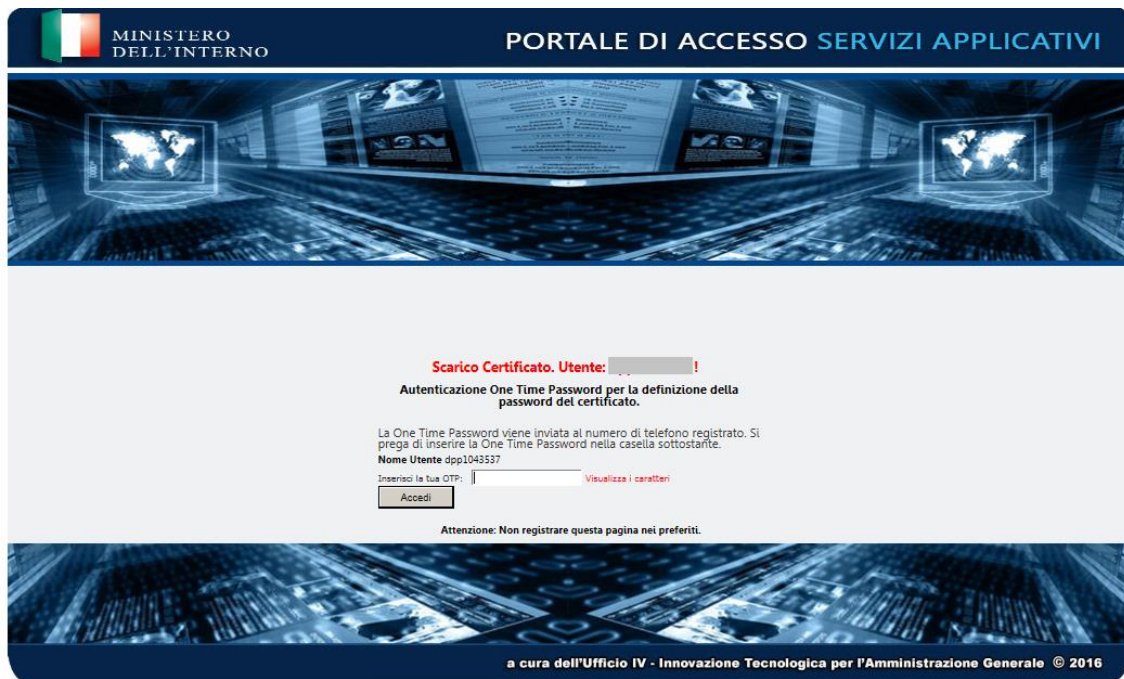 MINISTERO
DELL'INTERNO
PORTALE DI ACCESSO SERVIZI APPLICATIVI
Scarico Certificato. Utente: !
Autenticazione One Time Password per la definizione della
password del certificato.
La One Time Password viene inviata al numero di telefono registrato. Si
prega di inserire la One Time Password nella casella sottostante.
Nome Utente dpp1043537
Inserisci la tua OTP: Visualizza i caratteri
Accedi
Attenzione: Non registrare questa pagina nei preferiti.
a cura dell'Ufficio IV - Innovazione Tecnologica per l'Amministrazione Generale © 2016